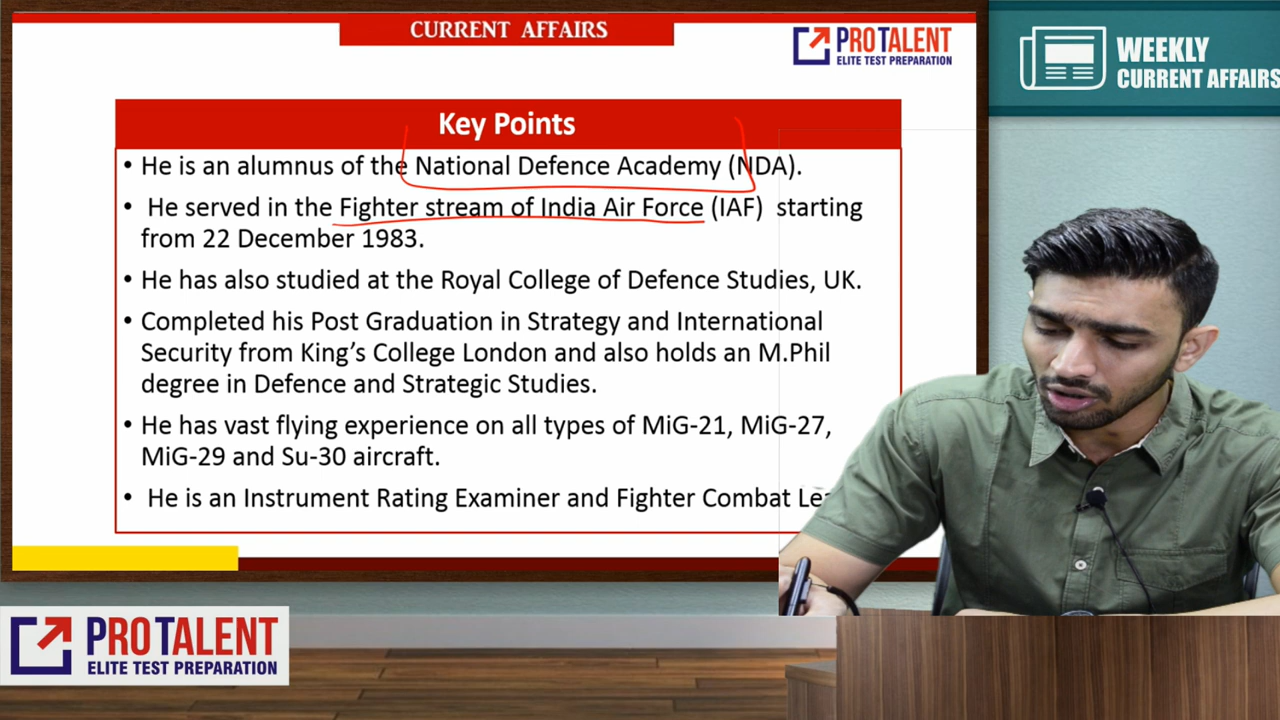 CURRENT AFFAIRS
PROTALENT
ELITE TEST PREPARATION
WEEKLY
CURRENT AFFAIRS
Key Points
• He is an alumnus of the National Defence Academy (NDA).
• He served in the Fighter stream of India Air Force (IAF) starting
from 22 December 1983.
• He has also studied at the Royal College of Defence Studies, UK.
• Completed his Post Graduation in Strategy and International
Security from King's College London and also holds an M.Phil
degree in Defence and Strategic Studies.
• He has vast flying experience on all types of MiG-21, MiG-27,
MiG-29 and Su-30 aircraft.
• He is an Instrument Rating Examiner and Fighter Combat
PROTALENT
ELITE TEST PREPARATION